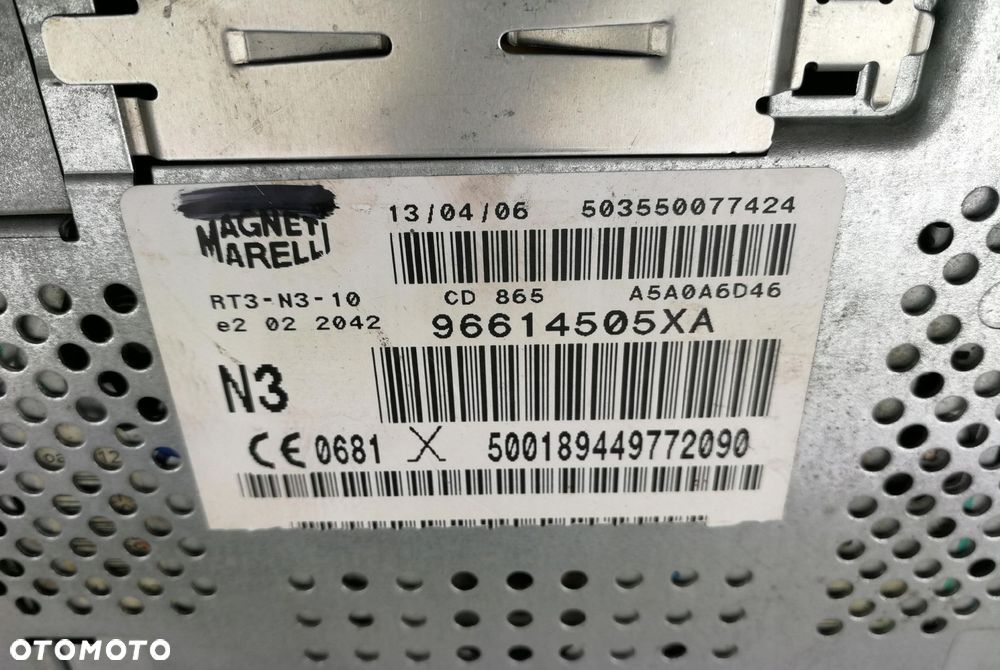 MAGNETI
MARELLI
13/04/06 503550077424
RT3-N3-10 CD 865 A5A0A6D46
e2 02 2042 96614505XA
N3
CE 0681 X 500189449772090
OTOMOTO